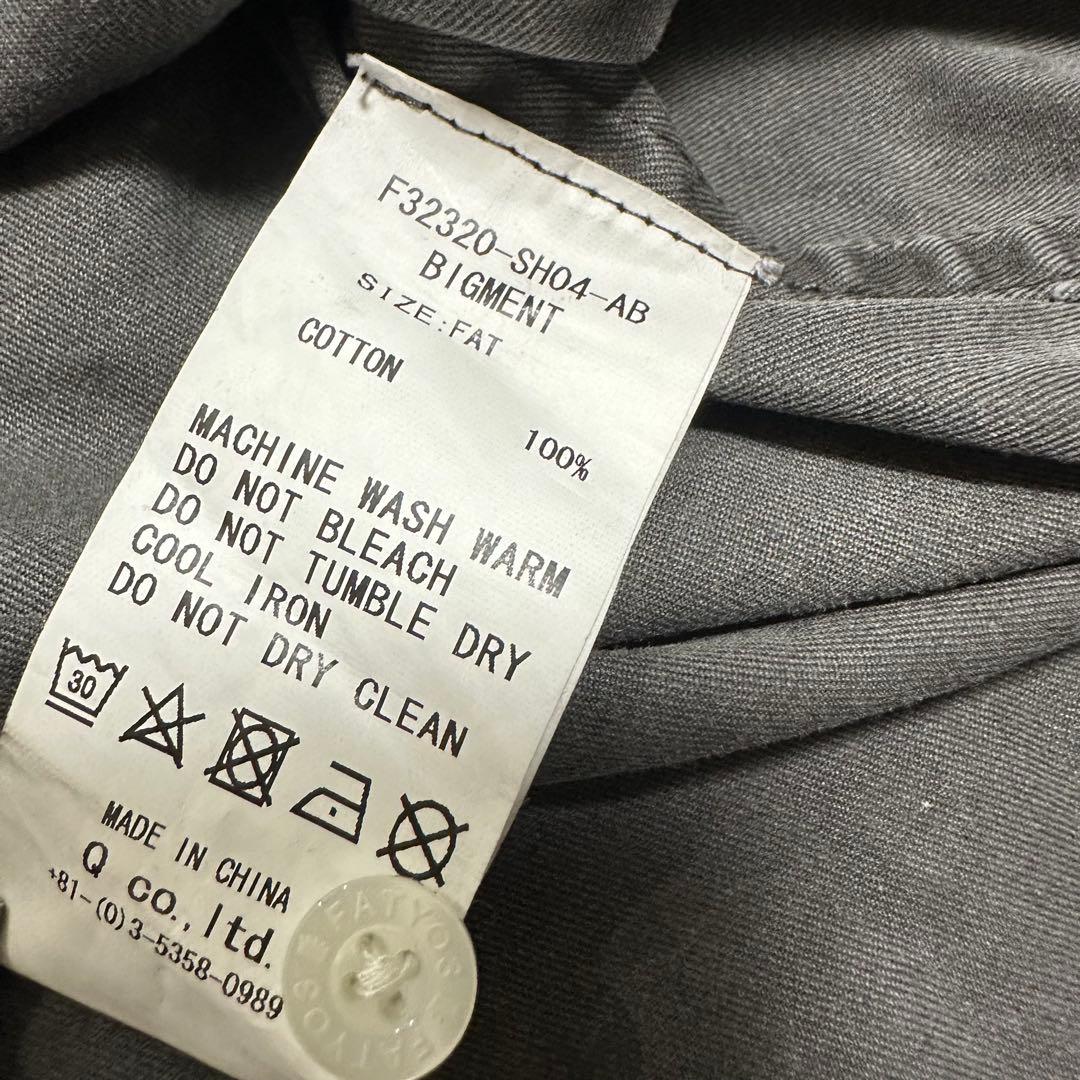 F32320-SH04-AB
BIGMENT
SIZE:FAT
COTTON
100%
MACHINE WASH WARM
DO NOT BLEACH
DO NOT TUMBLE DRY
COOL IRON
DO NOT DRY CLEAN
30
MADE IN CHINA
Q co.,ltd.
+81-(0)3-5358-0989
FATYO